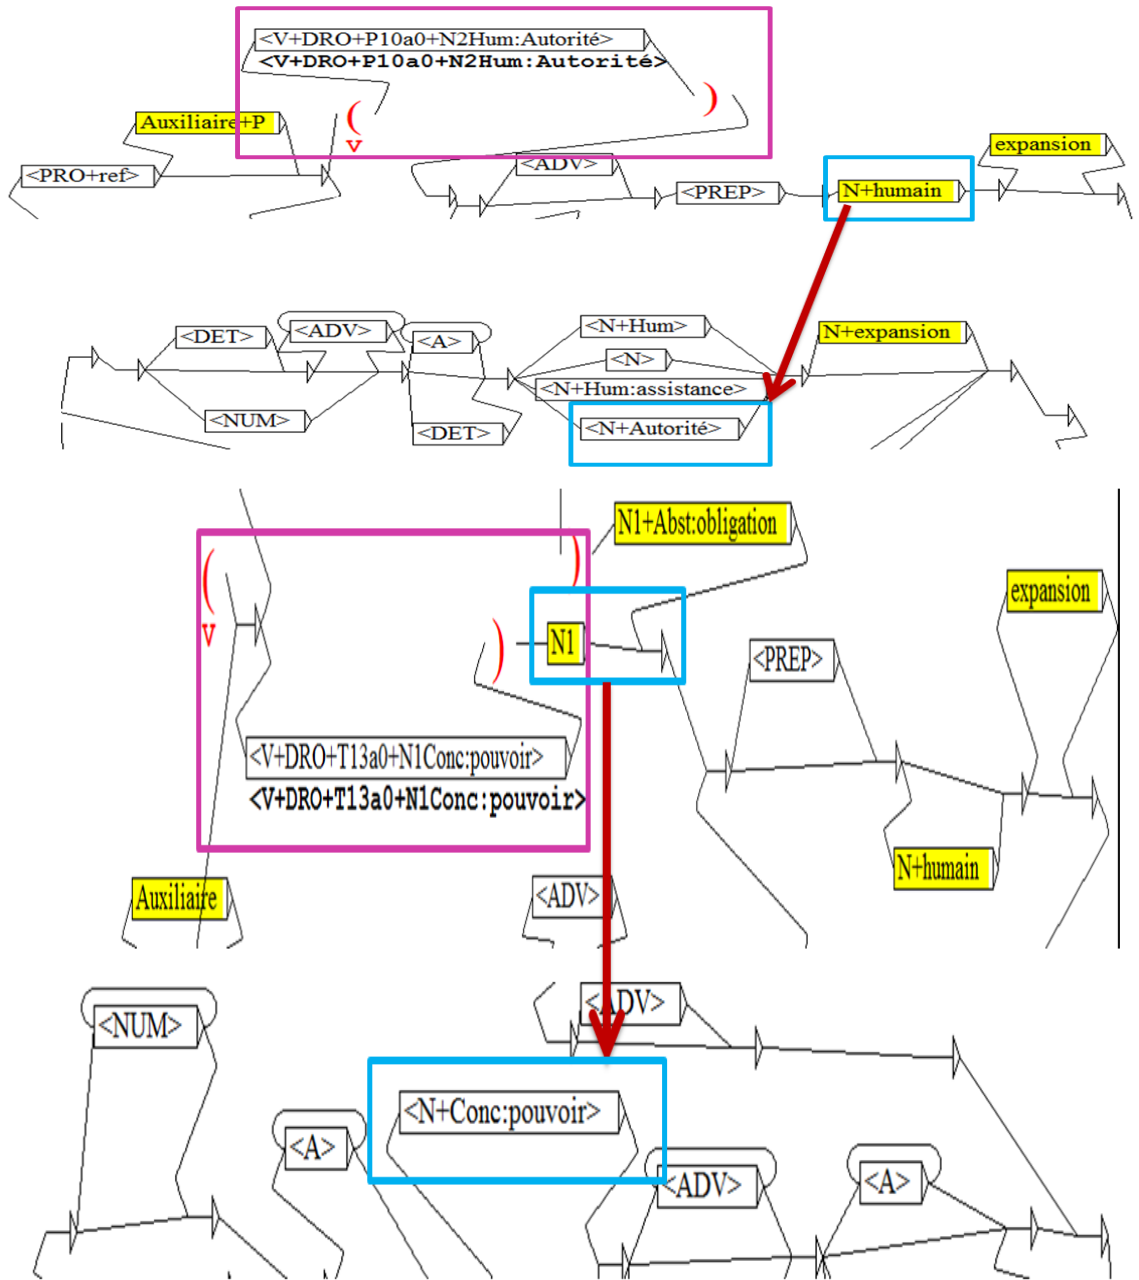 <V+DRO+P10a0+N2Hum:Autorité>
<V+DRO+P10a0+N2Hum:Autorité>
(
)
v
Auxiliaire+P
<PRO+ref>
<ADV>
<PREP>
N+humain
expansion
<DET>
<ADV>
<A>
<N+Hum>
<N>
<N+Hum:assistance>
<N+Autorité>
N+expansion
<NUM>
<DET>
N1+Abst:obligation
(
)
v
)
N1
expansion
<PREP>
<V+DRO+T13a0+N1Conc:pouvoir>
<V+DRO+T13a0+N1Conc:pouvoir>
N+humain
Auxiliaire
<ADV>
<NUM>
<ADV>
<N+Conc:pouvoir>
<A>
<ADV>
<A>